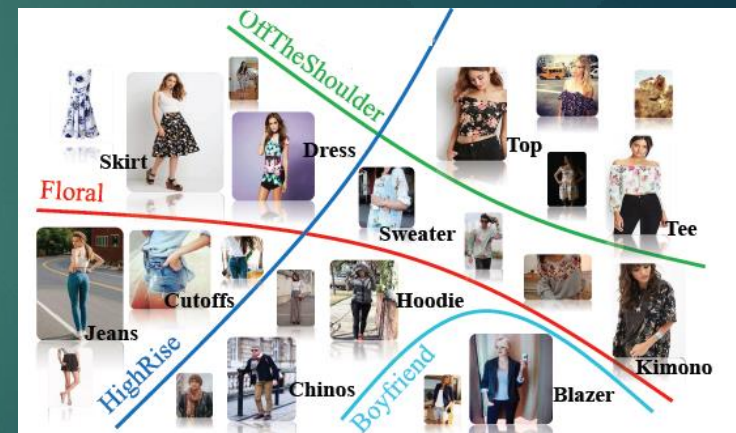 OffTheShoulder
Top
Skirt
Dress
Floral
Sweater
Tee
Cutoffs
Hoodie
Jeans
HighRise
Boyfriend
Kimono
Chinos
Blazer